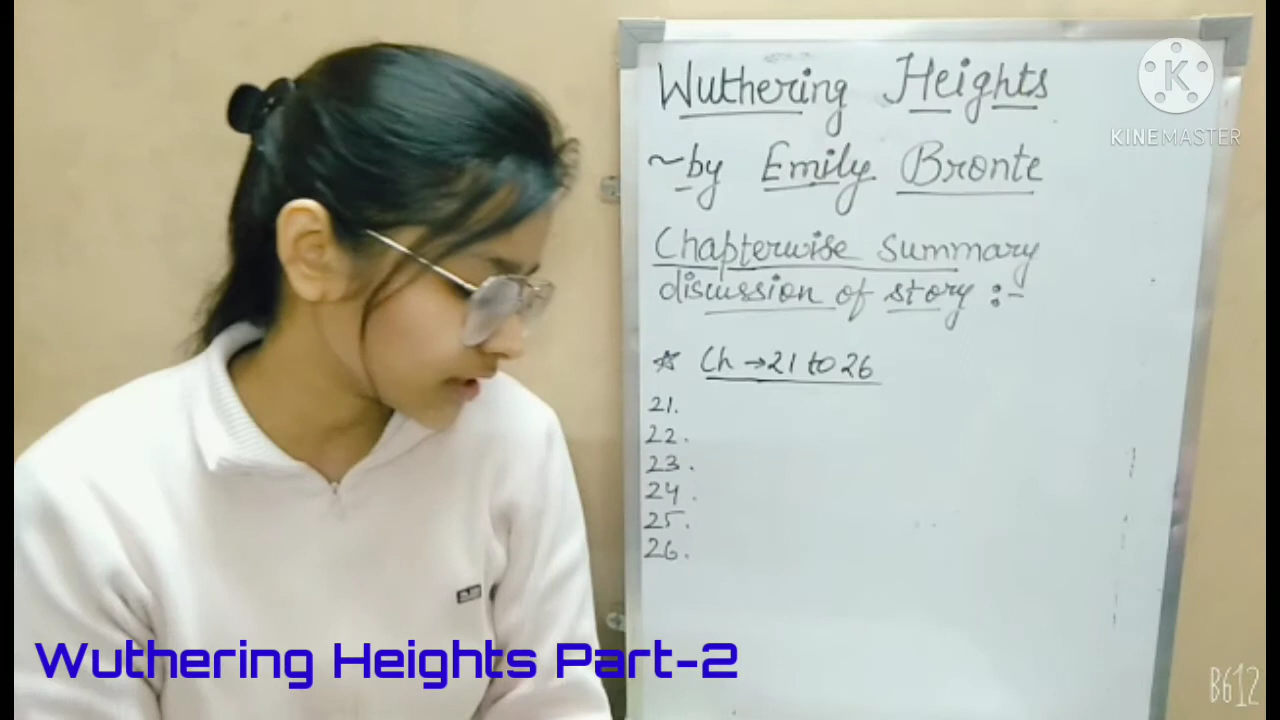 Wuthering Heights
~by Emily Bronte
Chapterwise summary
discussion of story :-
☆ Ch →21 to 26
21.
22.
23.
24.
25.
26.
K
KINEMASTER
Wuthering Heights Part-2
B612